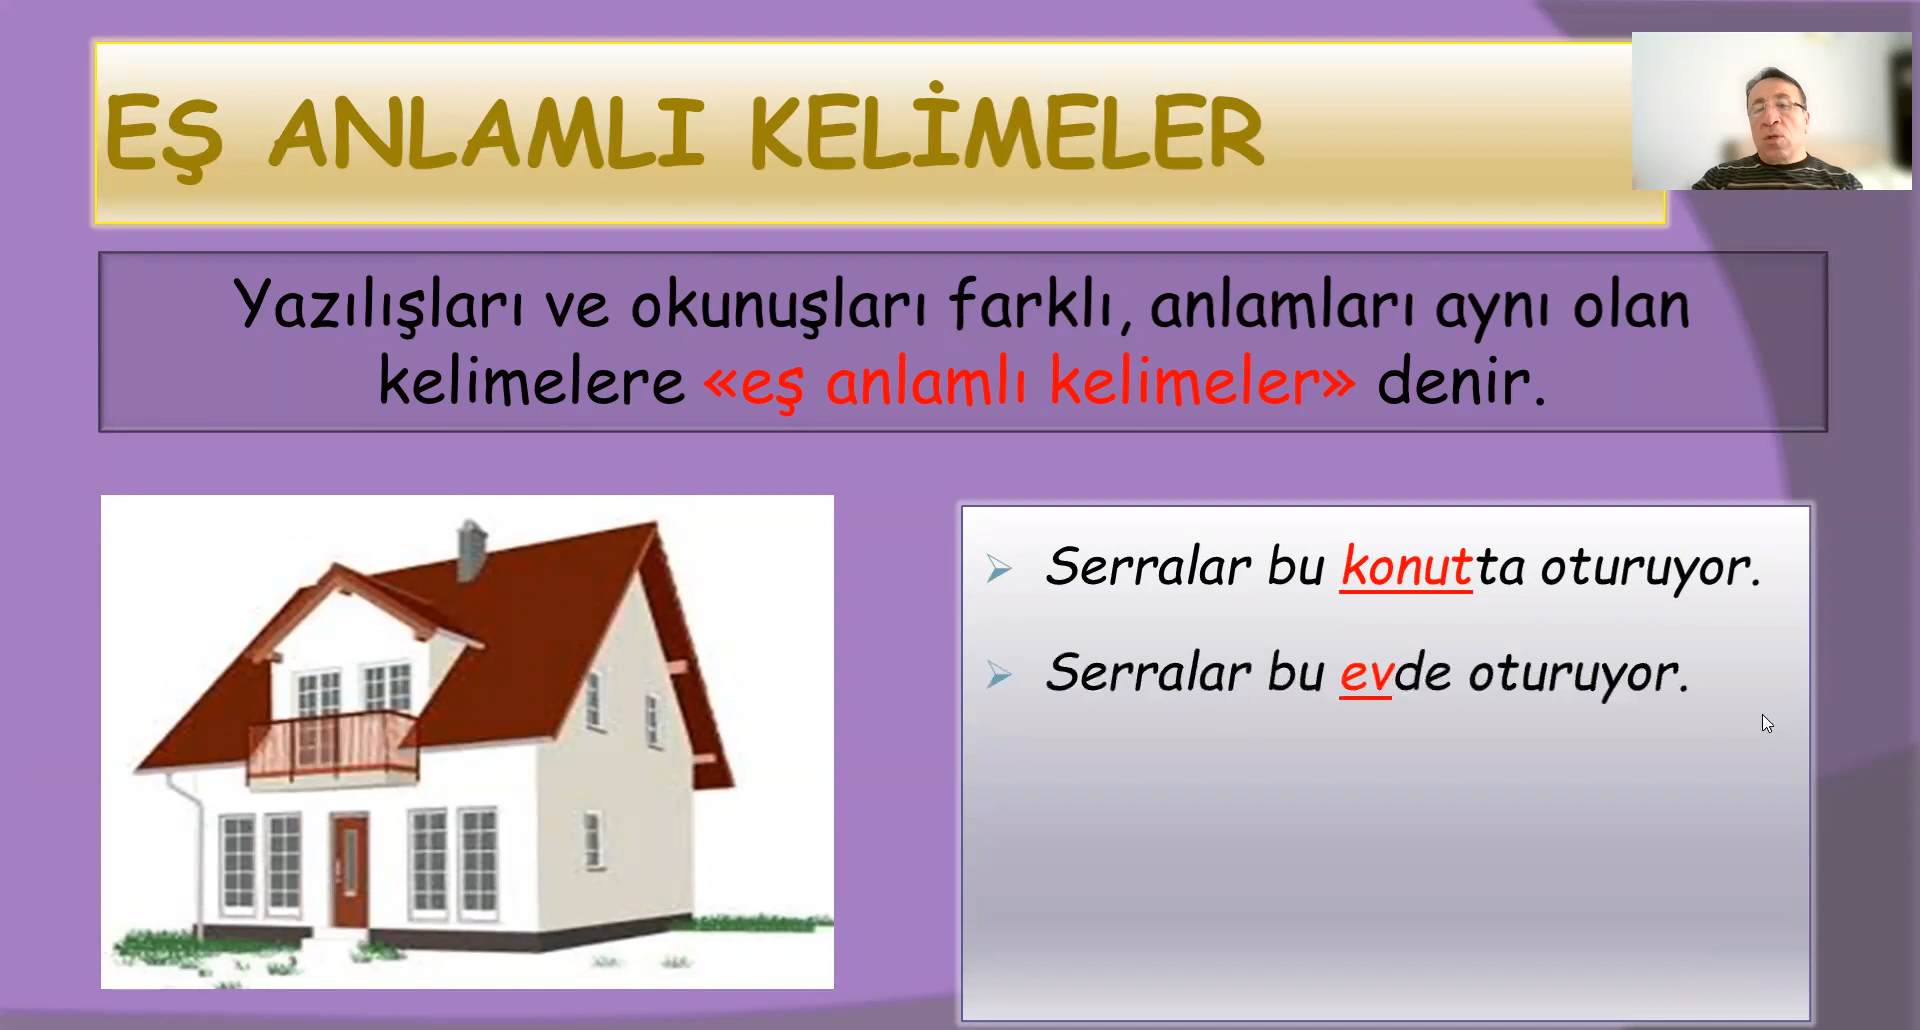 EŞ ANLAMLI KELİMELER
Yazılışları ve okunuşları farklı, anlamları aynı olan
kelimelere «eş anlamlı kelimeler» denir.
Serralar bu konutta oturuyor.
Serralar bu evde oturuyor.